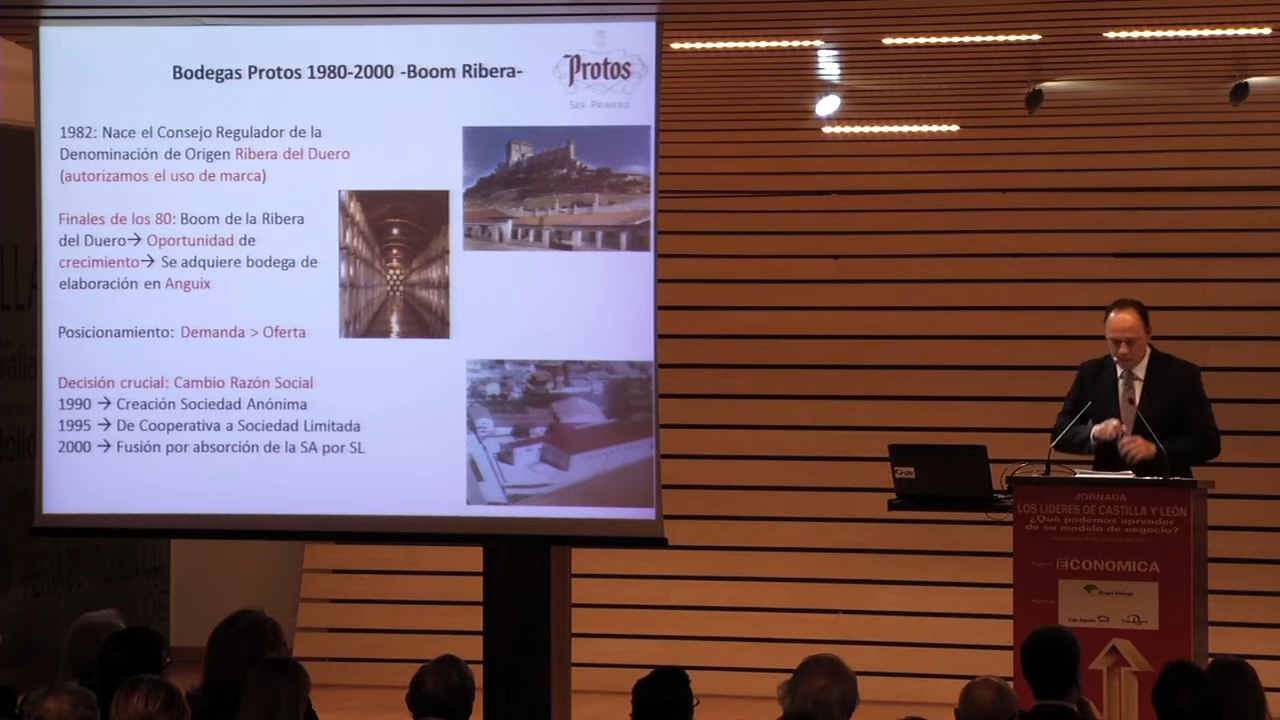 Bodegas Protos 1980-2000 -Boom Ribera-
Protos
SER PRIMERO
1982: Nace el Consejo Regulador de la
Denominación de Origen Ribera del Duero
(autorizamos el uso de marca)
Finales de los 80: Boom de la Ribera
del Duero→ Oportunidad de
crecimiento→ Se adquiere bodega de
elaboración en Anguix
Posicionamiento: Demanda > Oferta
Decisión crucial: Cambio Razón Social
1990 → Creación Sociedad Anónima
1995 → De Cooperativa a Sociedad Limitada
2000 → Fusión por absorción de la SA por SL
JORNADA
LOS LIDERES DE CASTILLA Y LEÓN
¿Qué podemos aprender
de su modelo de negocio?
ECONOMICA
Caja España